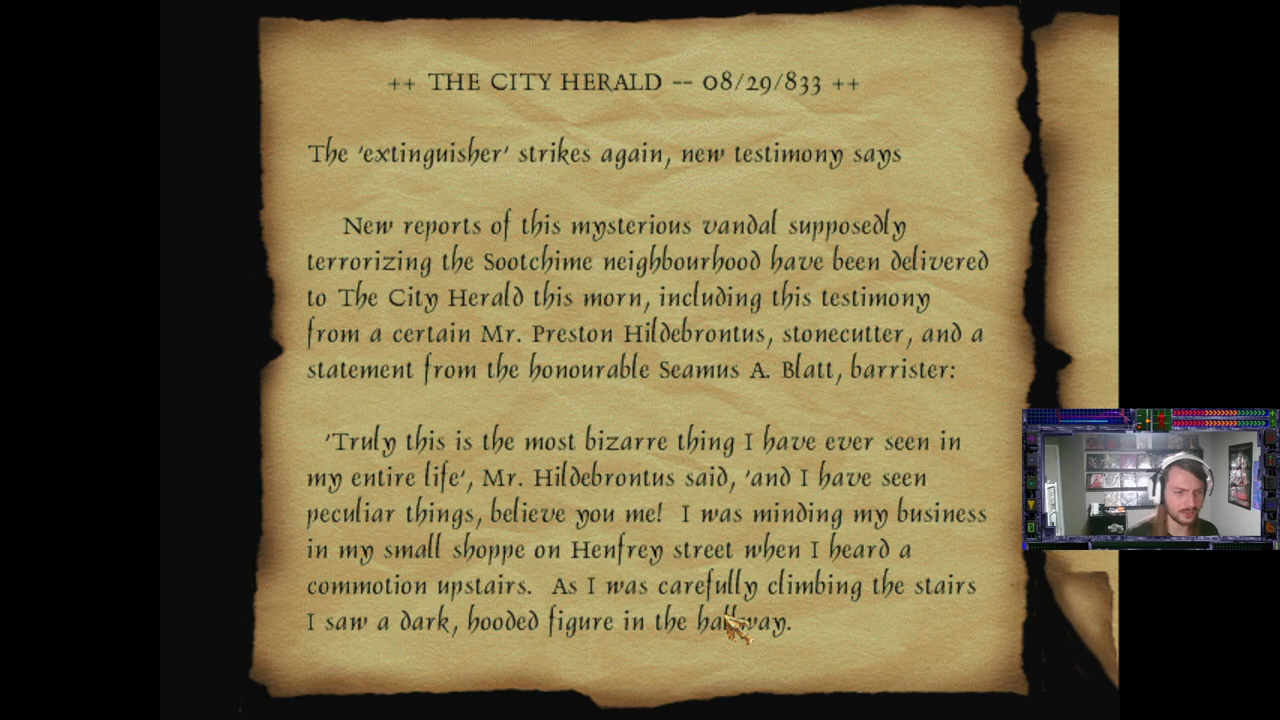 ++ THE CITY HERALD -- 08/29/833 ++
The 'extinguisher' strikes again, new testimony says
New reports of this mysterious vandal supposedly
terrorizing the Sootchime neighbourhood have been delivered
to The City Herald this morn, including this testimony
from a certain Mr. Preston Hildebrontus, stonecutter, and a
statement from the honourable Seamus A. Blatt, barrister:
'Truly this is the most bizarre thing I have ever seen in
my entire life', Mr. Hildebrontus said, 'and I have seen
peculiar things, believe you me! I was minding my business
in my small shoppe on Henfrey street when I heard a
commotion upstairs. As I was carefully climbing the stairs
I saw a dark, hooded figure in the hallway.